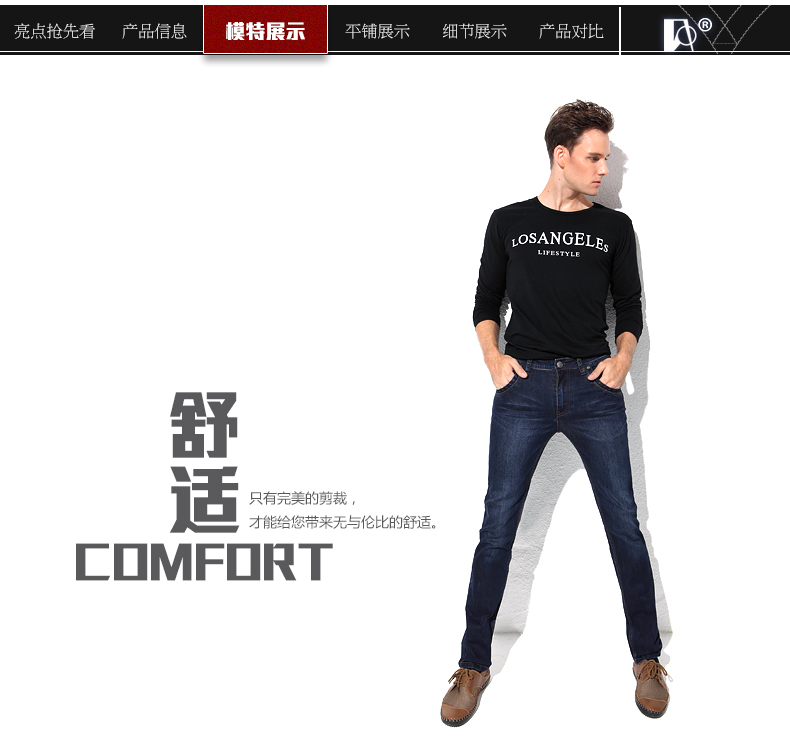 亮点抢先看 产品信息 模特展示 平铺展示 细节展示 产品对比 ®
LOSANGELES
LIFESTYLE
舒
适
只有完美的剪裁，
才能给您带来无与伦比的舒适。
COMFORT